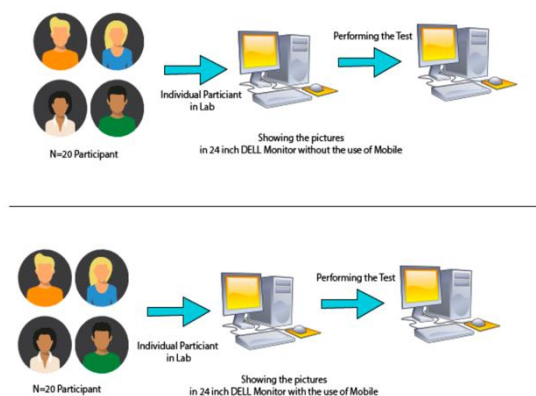 Performing the Test
Individual Particiant
in Lab
Showing the pictures
in 24 inch DELL Monitor without the use of Mobile
N=20 Participant
Performing the Test
Individual Particiant
in Lab
Showing the pictures
in 24 inch DELL Monitor with the use of Mobile
N=20 Participant